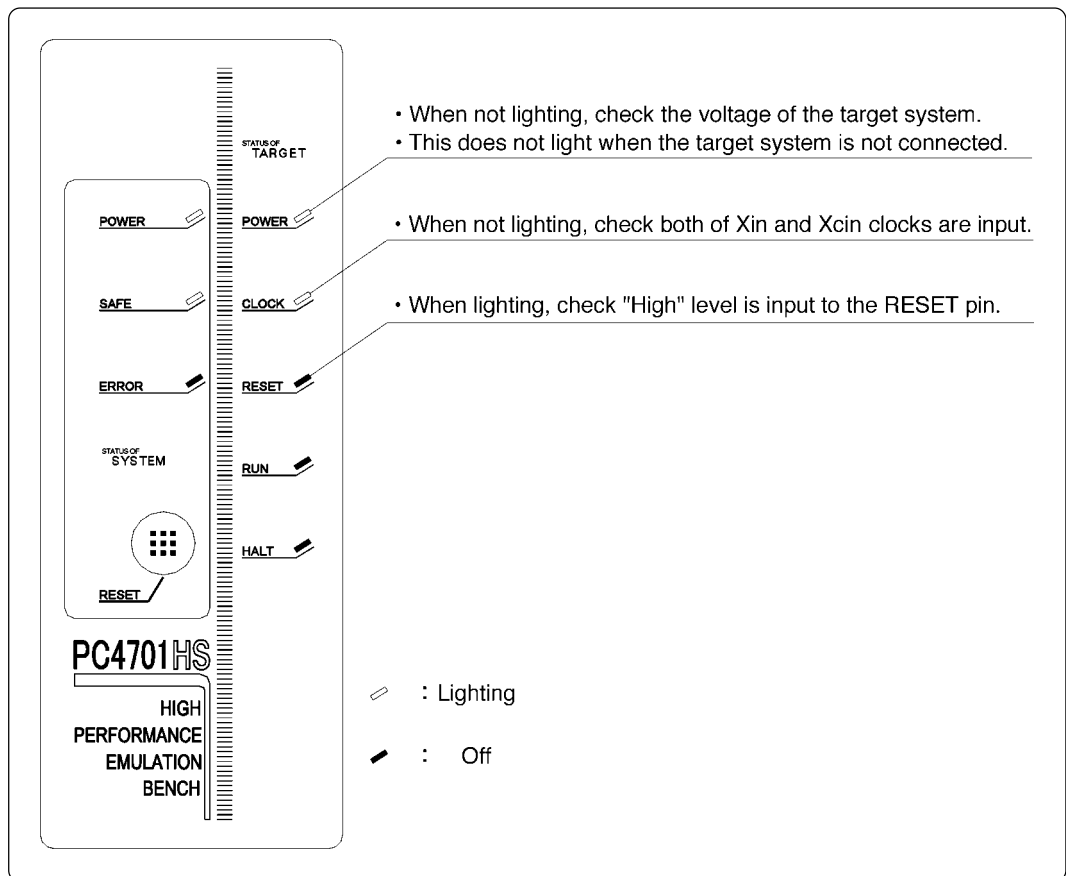 STATUS OF
TARGET
• When not lighting, check the voltage of the target system.
• This does not light when the target system is not connected.
POWER
POWER
• When not lighting, check both of Xin and Xcin clocks are input.
SAFE
CLOCK
• When lighting, check "High" level is input to the RESET pin.
ERROR
RESET
STATUS OF
SYSTEM
RUN
HALT
RESET
PC4701HS
HIGH
PERFORMANCE
EMULATION
BENCH
: Lighting
: Off